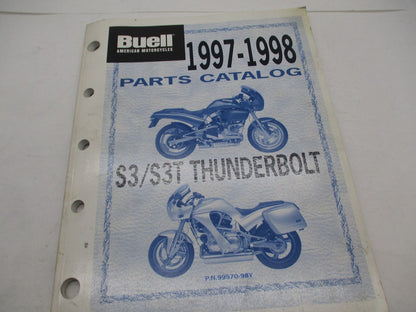 Buell
AMERICAN MOTORCYCLES
1997-1998
PARTS CATALOG
S3/S3T THUNDERBOLT
P.N. 99570-98Y